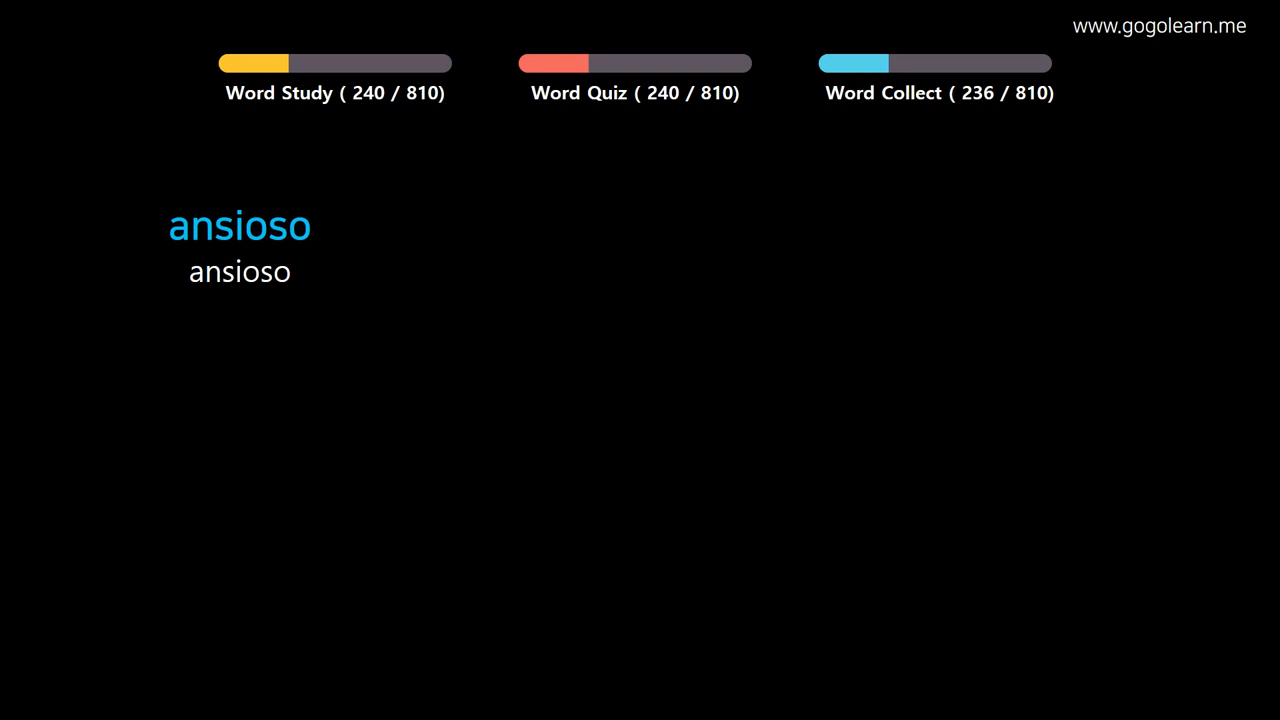 www.gogolearn.me
Word Study ( 240 / 810)
Word Quiz ( 240 / 810)
Word Collect ( 236 / 810)
ansioso
ansioso